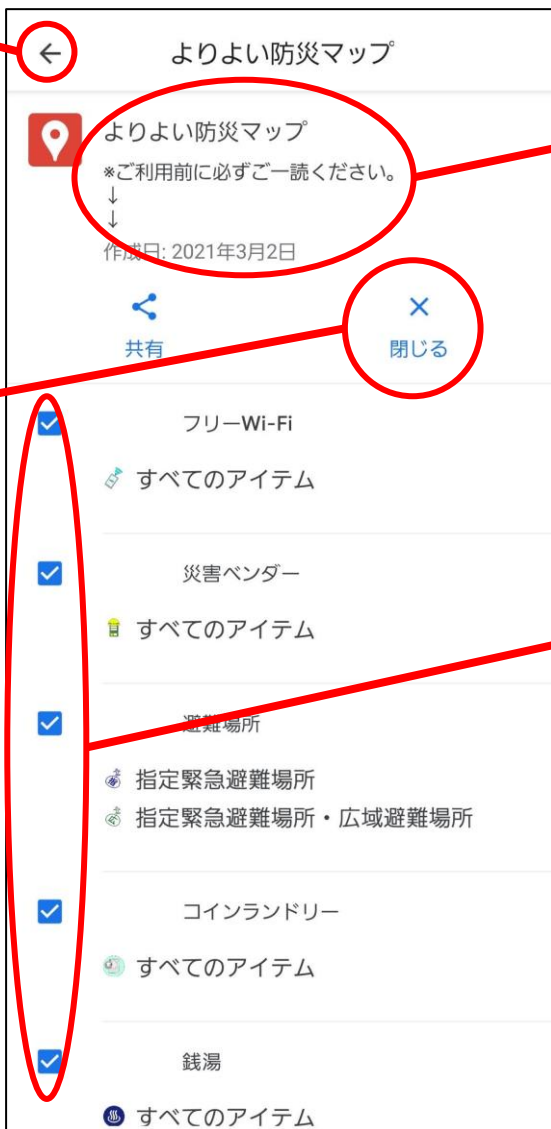 よりよい防災マップ
よりよい防災マップ
※ご利用前に必ずご一読ください。
↓
↓
作成日: 2021年3月2日
共有
閉じる
フリーWi-Fi
すべてのアイテム
災害ベンダー
すべてのアイテム
避難場所
指定緊急避難場所
指定緊急避難場所・広域避難場所
コインランドリー
すべてのアイテム
銭湯
すべてのアイテム